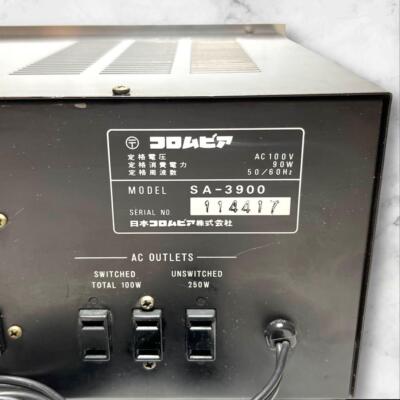 〒 コロムビア
定格電圧 AC 100V
定格消費電力 90W
定格周波数 50/60Hz
MODEL SA-3900
SERIAL NO 114417
日本コロムビア株式会社
AC OUTLETS
SWITCHED UNSWITCHED
TOTAL 100W 250W